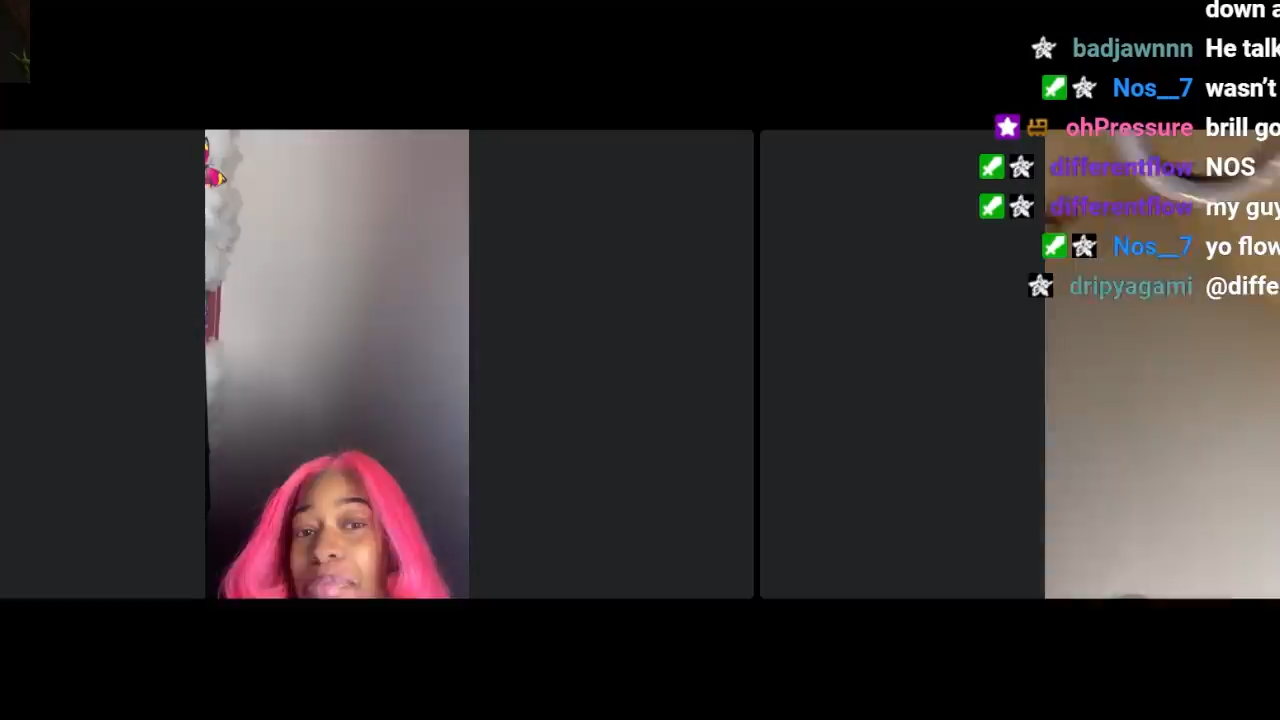 down a
badjawnnn He talk
Nos__7 wasn't
ohPressure brill go
differentflow NOS
differentflow my guy
Nos__7 yo flow
dripyagami @diffe